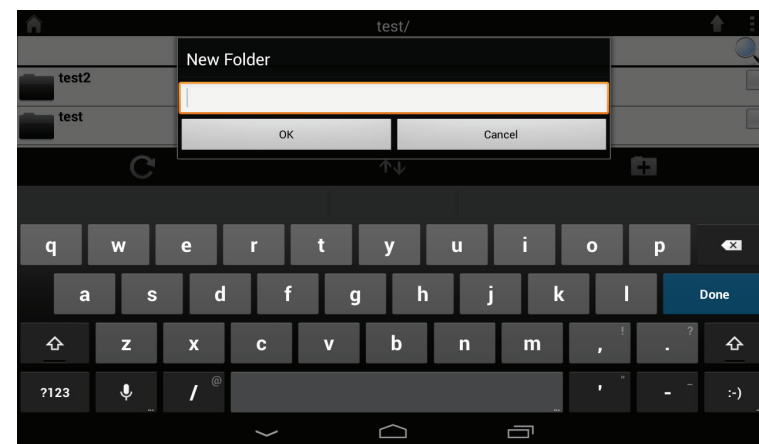 test/
New Folder
test2
test
OK Cancel
q w e r t y u i o p
a s d f g h j k l Done
z x c v b n m , ! . ?
?123 / @ ' " - _ :-)